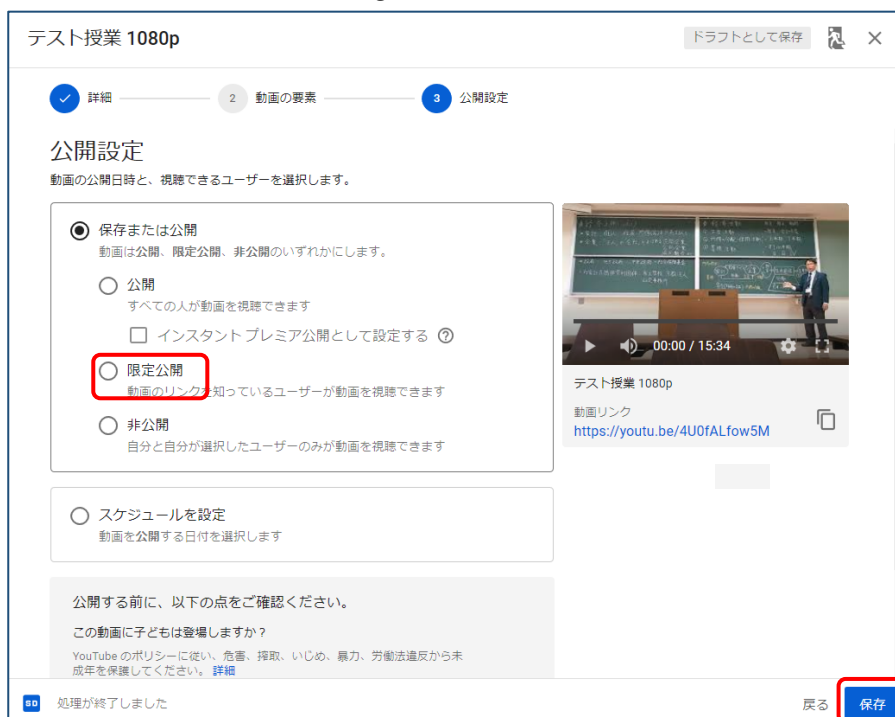 テスト授業 1080p
ドラフトとして保存
詳細
2 動画の要素
3 公開設定
公開設定
動画の公開日時と、視聴できるユーザーを選択します。
保存または公開
動画は公開、限定公開、非公開のいずれかにします。
公開
すべての人が動画を視聴できます
インスタント プレミア公開として設定する
限定公開
動画のリンクを知っているユーザーが動画を視聴できます
非公開
自分と自分が選択したユーザーのみが動画を視聴できます
00:00 / 15:34
テスト授業 1080p
動画リンク
https://youtu.be/4U0fALfow5M
スケジュールを設定
動画を公開する日付を選択します
公開する前に、以下の点をご確認ください。
この動画に子どもは登場しますか？
YouTube のポリシーに従い、危害、搾取、いじめ、暴力、労働法違反から未
成年を保護してください。 詳細
SD 処理が終了しました
戻る
保存